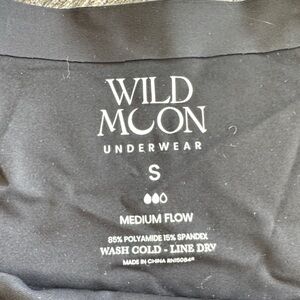 WILD
MOON
UNDERWEAR
S
MEDIUM FLOW
85% POLYAMIDE 15% SPANDEX
WASH COLD - LINE DRY
MADE IN CHINA